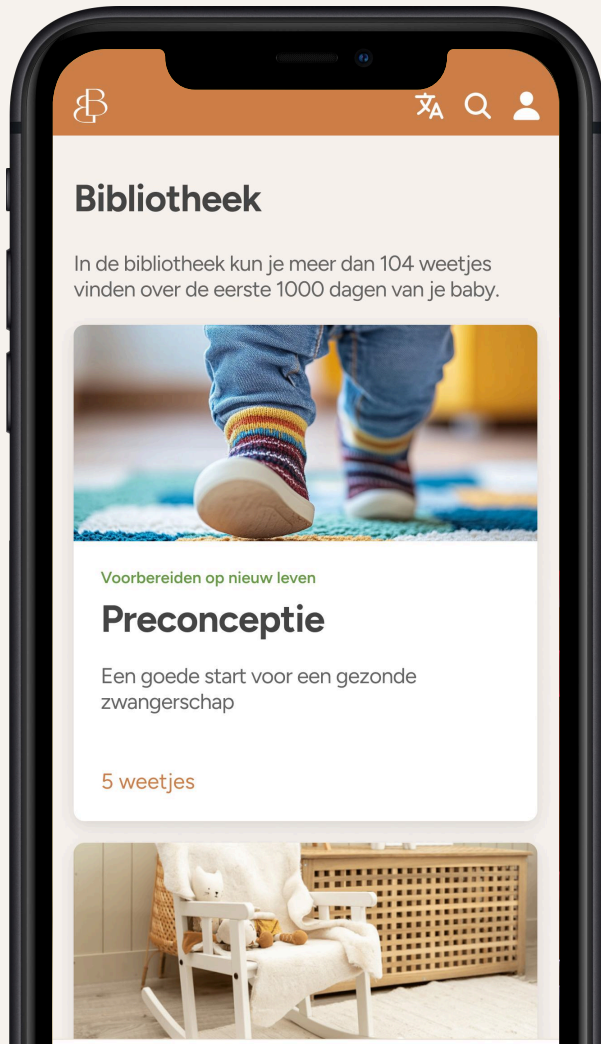 Bibliotheek
In de bibliotheek kun je meer dan 104 weetjes
vinden over de eerste 1000 dagen van je baby.
Voorbereiden op nieuw leven
Preconceptie
Een goede start voor een gezonde
zwangerschap
5 weetjes